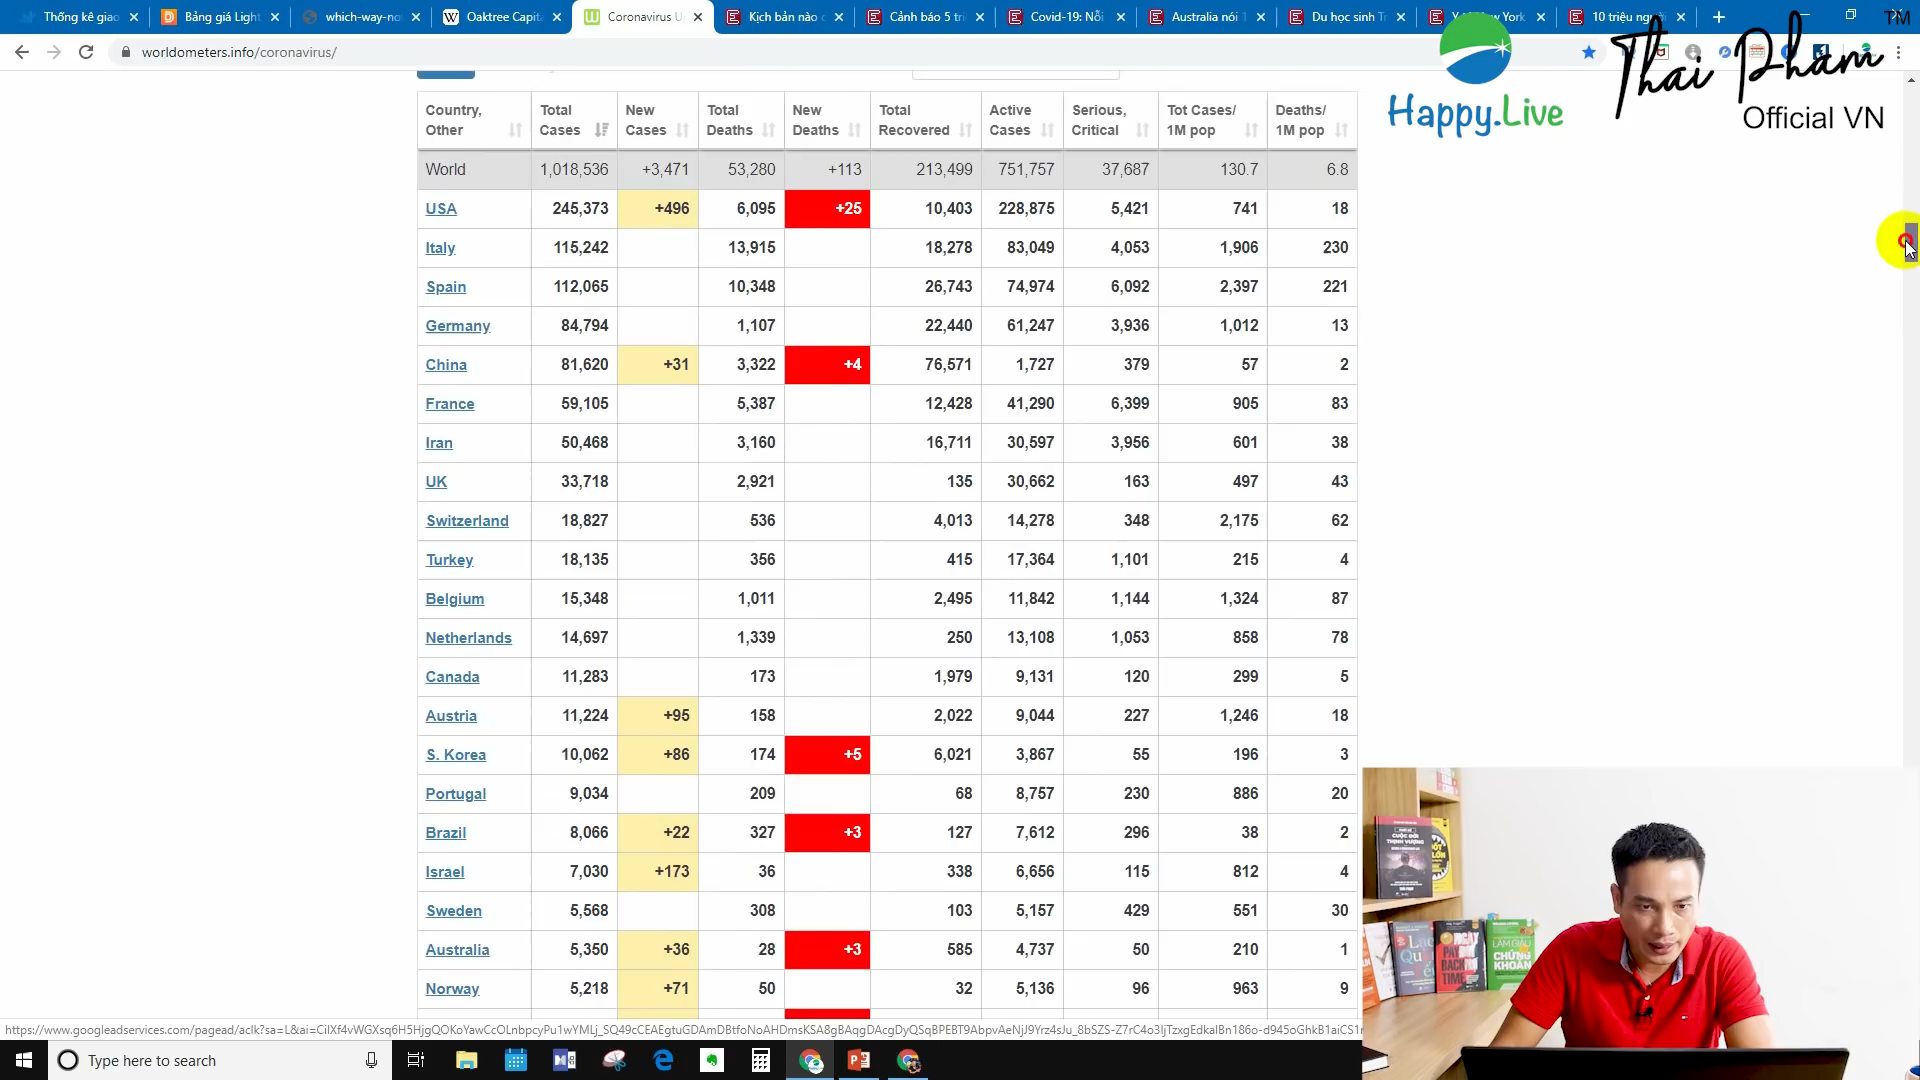 Thống kê giao
Bảng giá Light
which-way-no
Oaktree Capita
Coronavirus U
Kịch bản nào
Cảnh báo 5 tri
Covid-19: Nỗi
Australia nói
Du học sinh T
10 triệu người
worldometers.info/coronavirus/
Thai Pham
TM
Official VN
Happy.Live
Country, Other Total Cases New Cases Total Deaths New Deaths Total Recovered Active Cases Serious, Critical Tot Cases/ 1M pop Deaths/ 1M pop
World 1,018,536 +3,471 53,280 +113 213,499 751,757 37,687 130.7 6.8
USA 245,373 +496 6,095 +25 10,403 228,875 5,421 741 18
Italy 115,242 13,915 18,278 83,049 4,053 1,906 230
Spain 112,065 10,348 26,743 74,974 6,092 2,397 221
Germany 84,794 1,107 22,440 61,247 3,936 1,012 13
China 81,620 +31 3,322 +4 76,571 1,727 379 57 2
France 59,105 5,387 12,428 41,290 6,399 905 83
Iran 50,468 3,160 16,711 30,597 3,956 601 38
UK 33,718 2,921 135 30,662 163 497 43
Switzerland 18,827 536 4,013 14,278 348 2,175 62
Turkey 18,135 356 415 17,364 1,101 215 4
Belgium 15,348 1,011 2,495 11,842 1,144 1,324 87
Netherlands 14,697 1,339 250 13,108 1,053 858 78
Canada 11,283 173 1,979 9,131 120 299 5
Austria 11,224 +95 158 2,022 9,044 227 1,246 18
S. Korea 10,062 +86 174 +5 6,021 3,867 55 196 3
Portugal 9,034 209 68 8,757 230 886 20
Brazil 8,066 +22 327 +3 127 7,612 296 38 2
Israel 7,030 +173 36 338 6,656 115 812 4
Sweden 5,568 308 103 5,157 429 551 30
Australia 5,350 +36 28 +3 585 4,737 50 210 1
Norway 5,218 +71 50 32 5,136 96 963 9
CUỘC ĐỜI
THỊNH VƯỢNG
PAY BACK TIME
LÀM GIÀU
CHỨNG KHOÁN
Type here to search